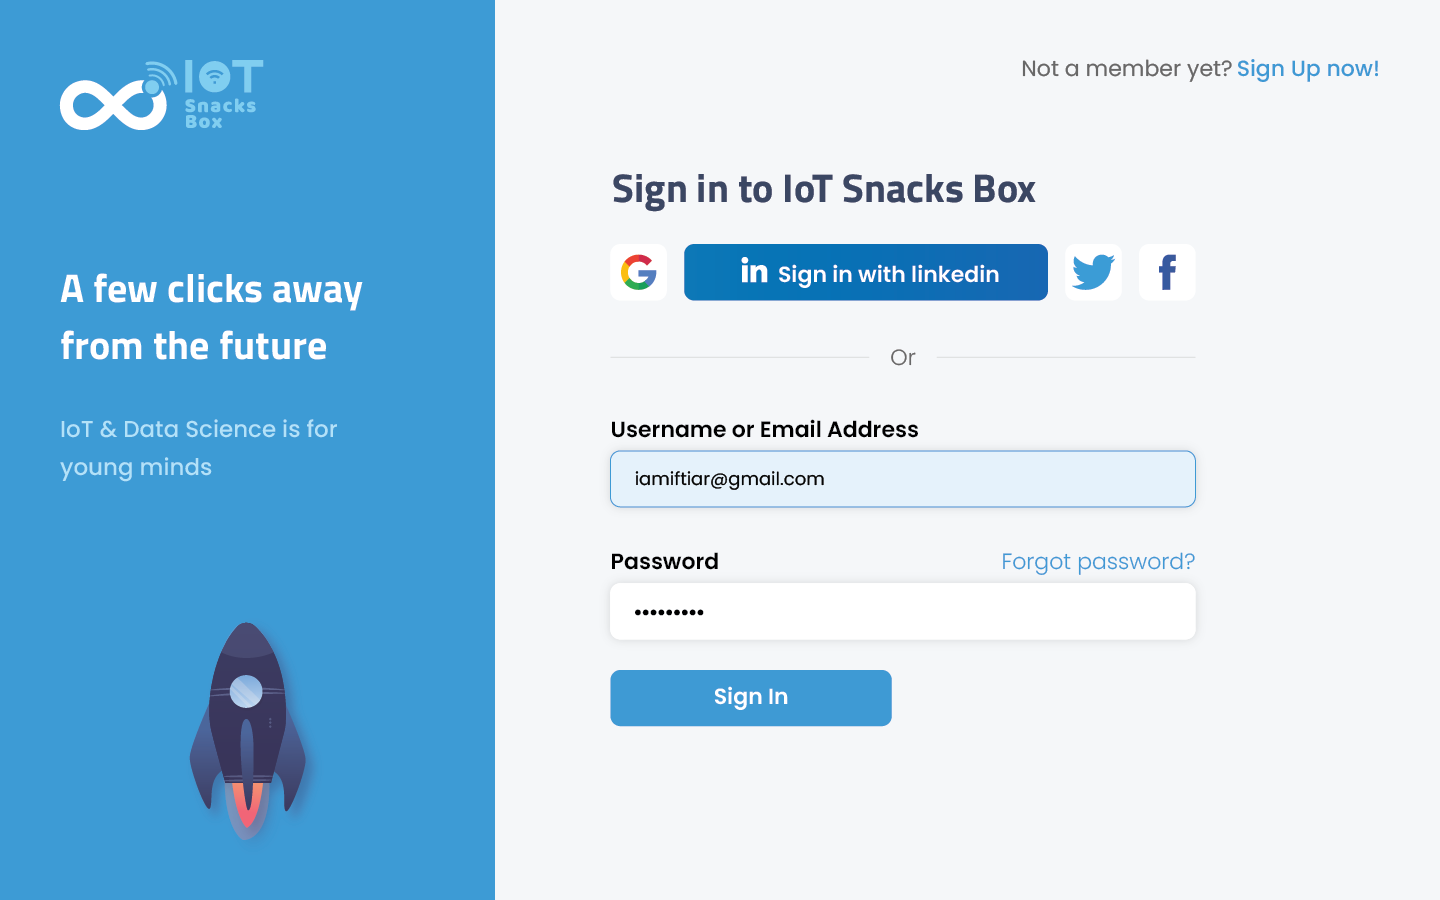 IoT
Snacks
Box
Not a member yet? Sign Up now!
A few clicks away
from the future
IoT & Data Science is for
young minds
Sign in to IoT Snacks Box
in Sign in with linkedin
Or
Username or Email Address
iamiftiar@gmail.com
Password
Forgot password?
•••••••••
Sign In